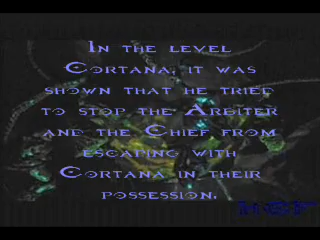 In the level
Cortana, it was
shown that he tried
to stop the Arbiter
and the Chief from
escaping with
Cortana in their
possession.